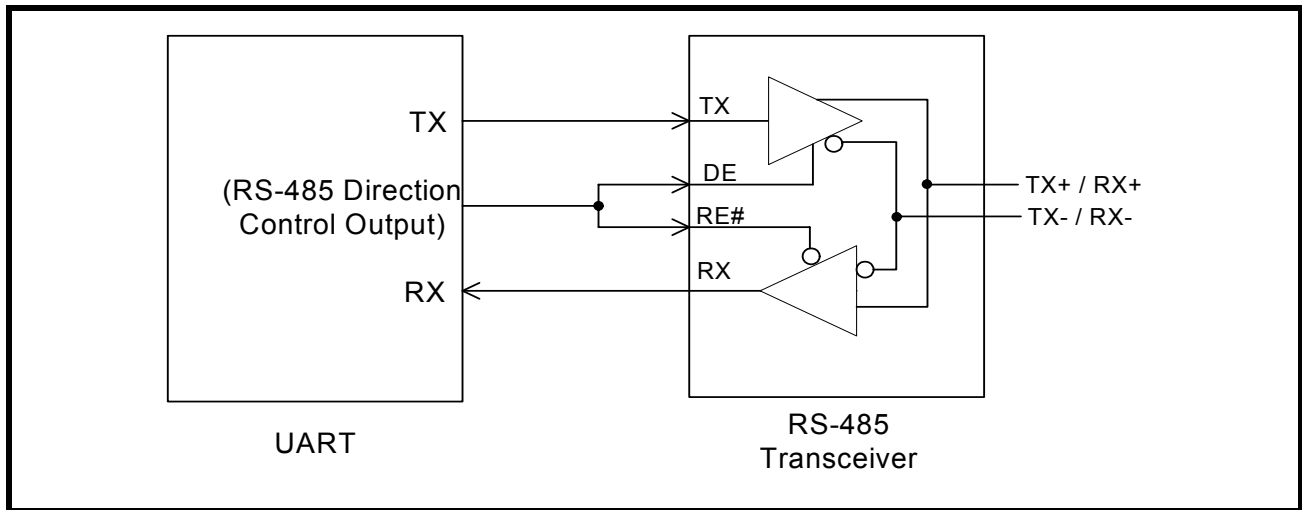 TX
(RS-485 Direction
Control Output)
RX
UART
TX
DE
RE#
RX
RS-485
Transceiver
TX+ / RX+
TX- / RX-